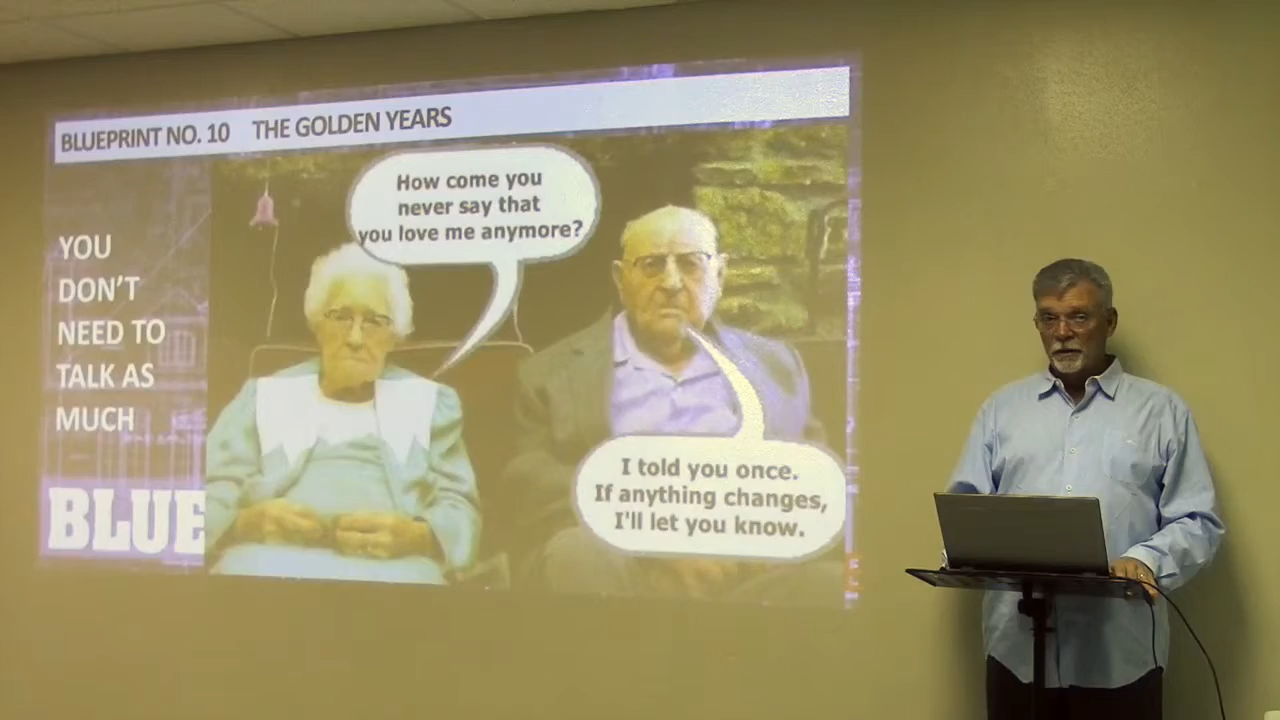 BLUEPRINT NO. 10 THE GOLDEN YEARS
YOU
DON'T
NEED TO
TALK AS
MUCH
BLUE
How come you
never say that
you love me anymore?
I told you once.
If anything changes,
I'll let you know.
E